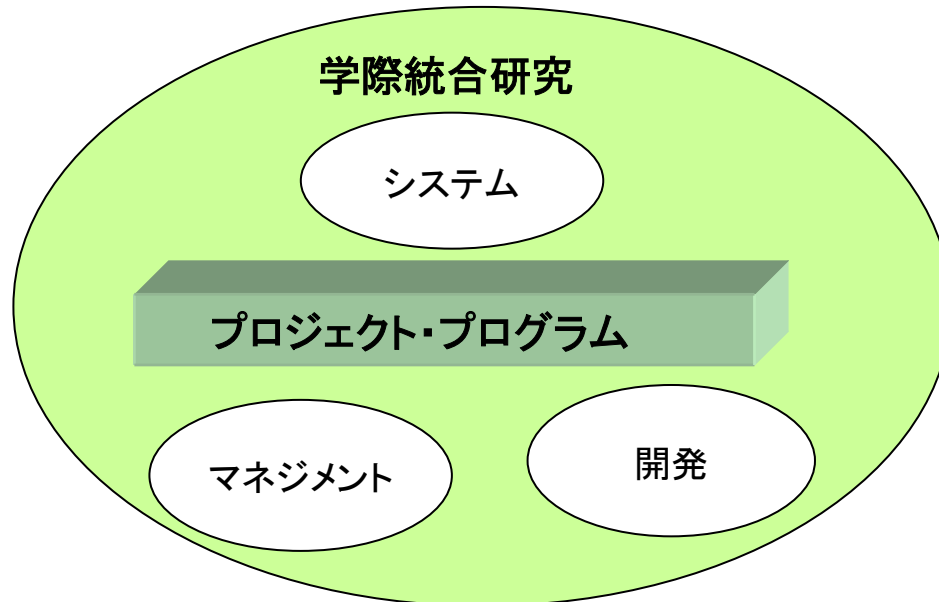 学際統合研究
システム
プロジェクト・プログラム
マネジメント
開発